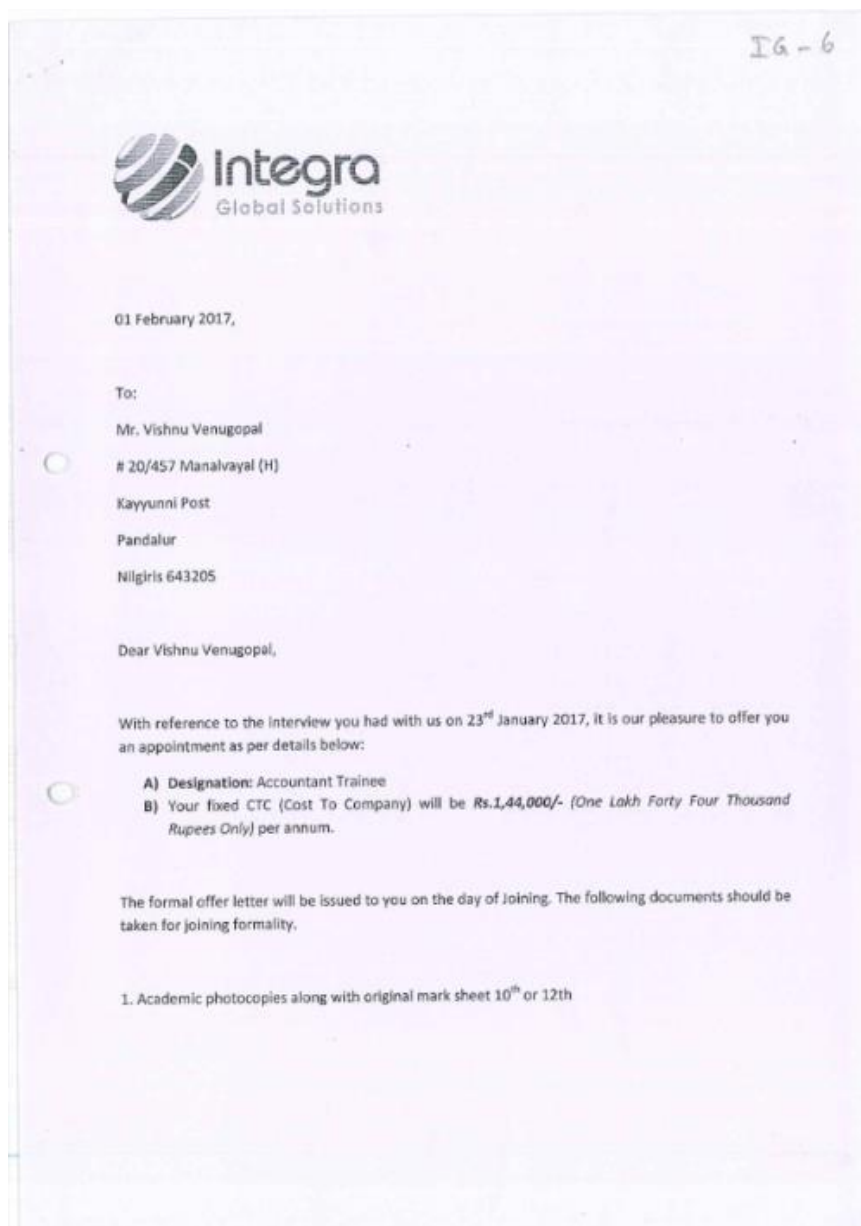 IG - 6
Integra
Global Solutions
01 February 2017,
To:
Mr. Vishnu Venugopal
# 20/457 Manalvayal (H)
Kayyunni Post
Pandalur
Nilgiris 643205
Dear Vishnu Venugopal,
With reference to the interview you had with us on 23rd January 2017, it is our pleasure to offer you
an appointment as per details below:
A) Designation: Accountant Trainee
B) Your fixed CTC (Cost To Company) will be Rs.1,44,000/- (One Lakh Forty Four Thousand
Rupees Only) per annum.
The formal offer letter will be issued to you on the day of Joining. The following documents should be
taken for joining formality.
1. Academic photocopies along with original mark sheet 10th or 12th